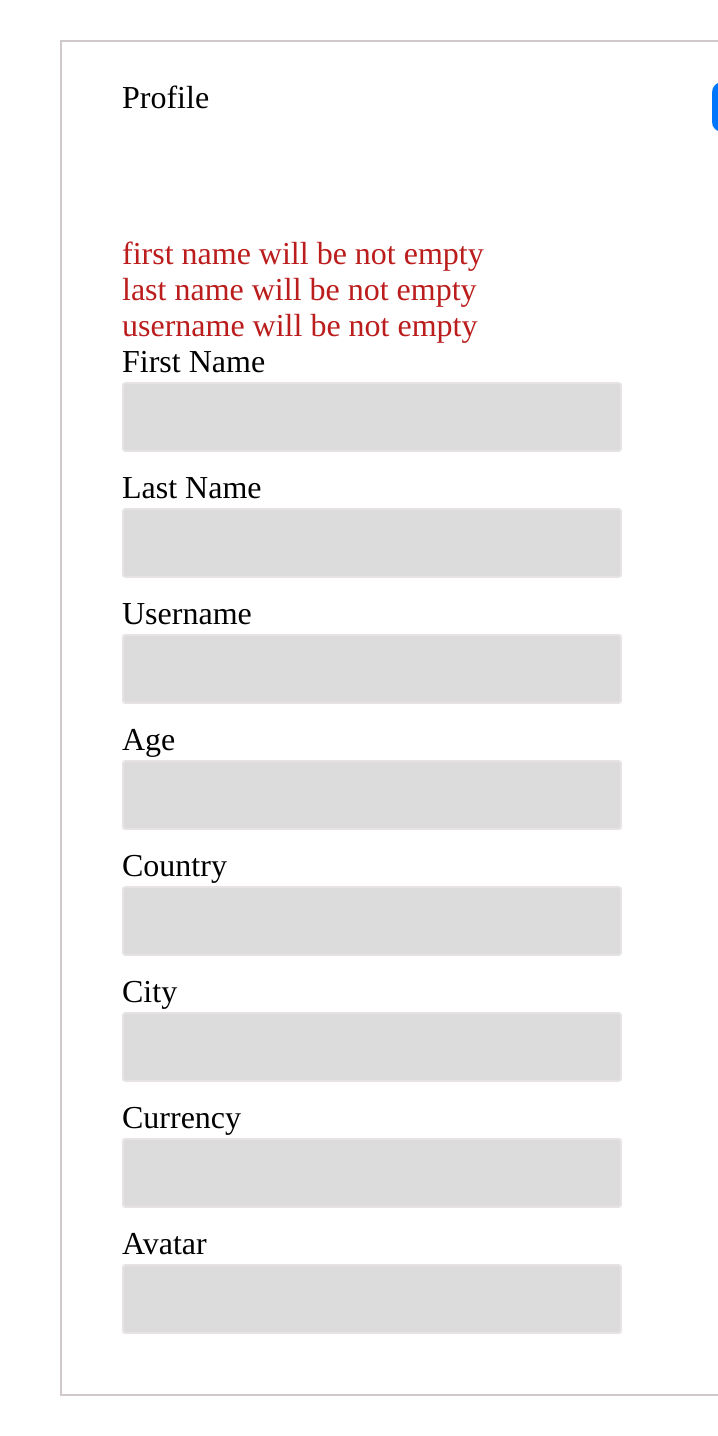 Profile
first name will be not empty
last name will be not empty
username will be not empty
First Name
Last Name
Username
Age
Country
City
Currency
Avatar